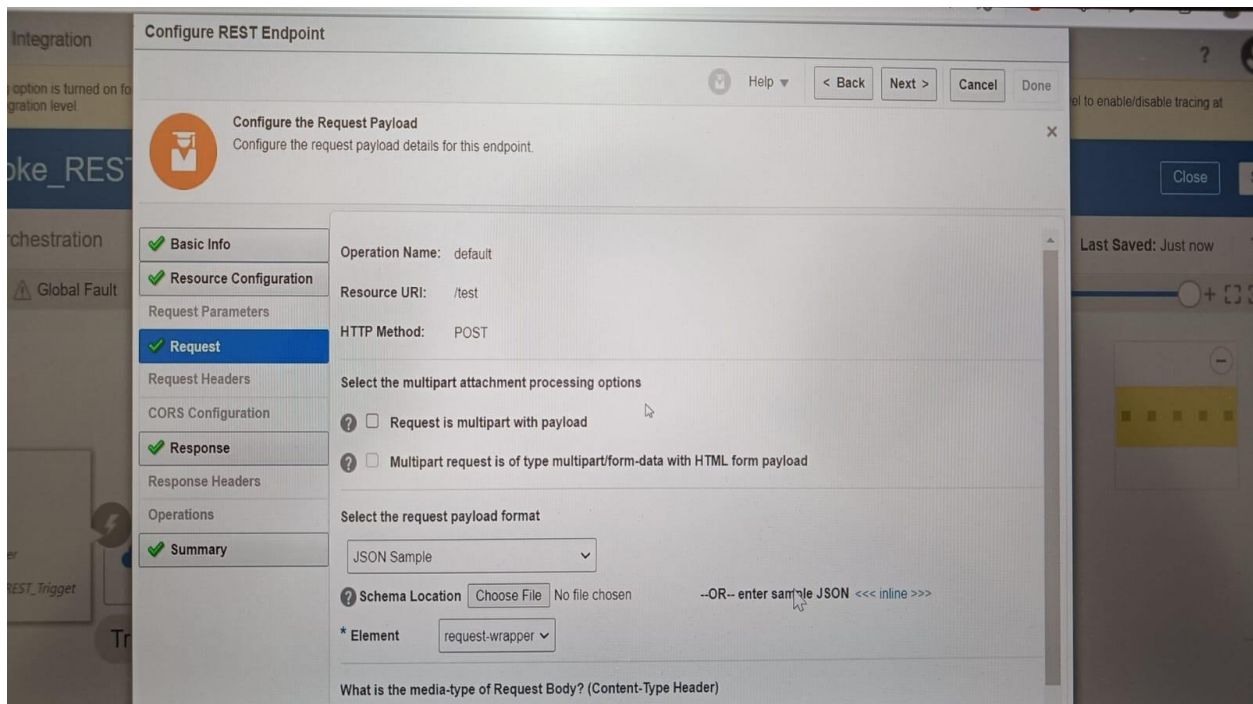 Integration
Configure REST Endpoint
?
Help
< Back
Next >
Cancel
Done
option is turned on fo
gration level.
el to enable/disable tracing at
Configure the Request Payload
Configure the request payload details for this endpoint.
×
oke_REST
Close
rchestration
Last Saved: Just now
Global Fault
Basic Info
Resource Configuration
Request Parameters
Request
Request Headers
CORS Configuration
Response
Response Headers
Operations
Summary
Operation Name: default
Resource URI: /test
HTTP Method: POST
Select the multipart attachment processing options
? Request is multipart with payload
? Multipart request is of type multipart/form-data with HTML form payload
Select the request payload format
JSON Sample
? Schema Location Choose File No file chosen --OR-- enter sample JSON <<< inline >>>
* Element request-wrapper
What is the media-type of Request Body? (Content-Type Header)
er
REST_Trigget
Tr